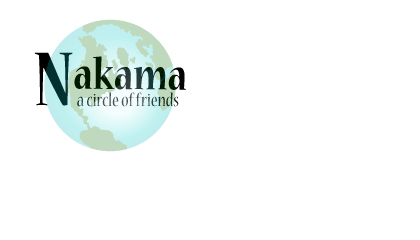 Nakama
a circle of friends